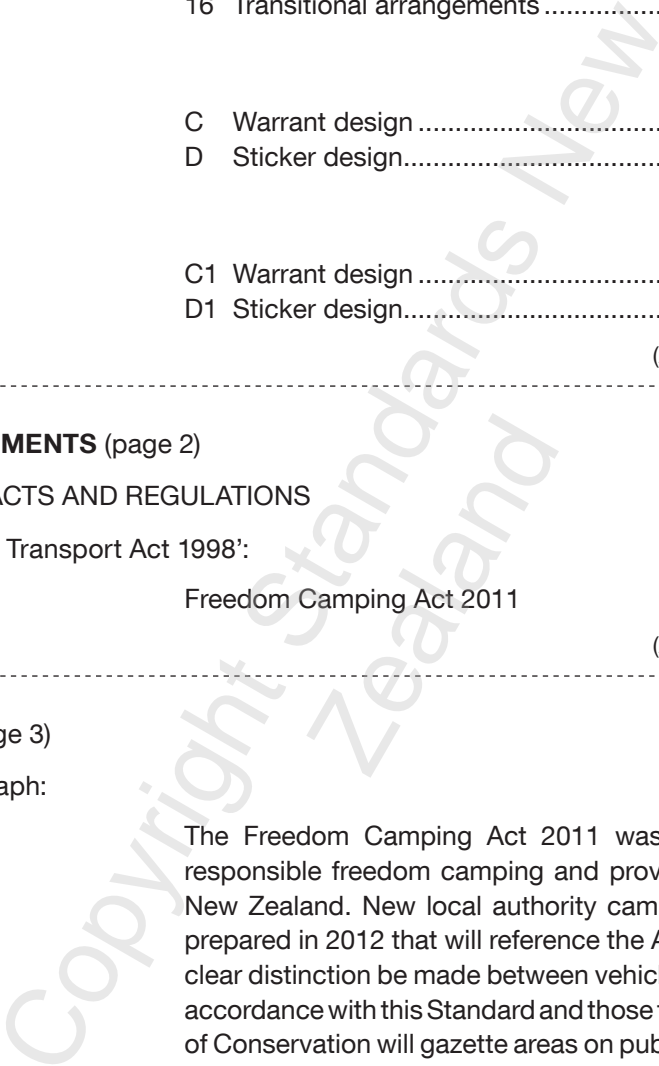 16 Transitional arrangements ................
C Warrant design ................................
D Sticker design...................................
C1 Warrant design ................................
D1 Sticker design...................................
(
MENTS (page 2)
ACTS AND REGULATIONS
Transport Act 1998’:
Freedom Camping Act 2011
(
ge 3)
aph:
The Freedom Camping Act 2011 was
responsible freedom camping and prov
New Zealand. New local authority cam
prepared in 2012 that will reference the A
clear distinction be made between vehicl
accordance with this Standard and those
of Conservation will gazette areas on pub
Copyright Standards New
Zealand